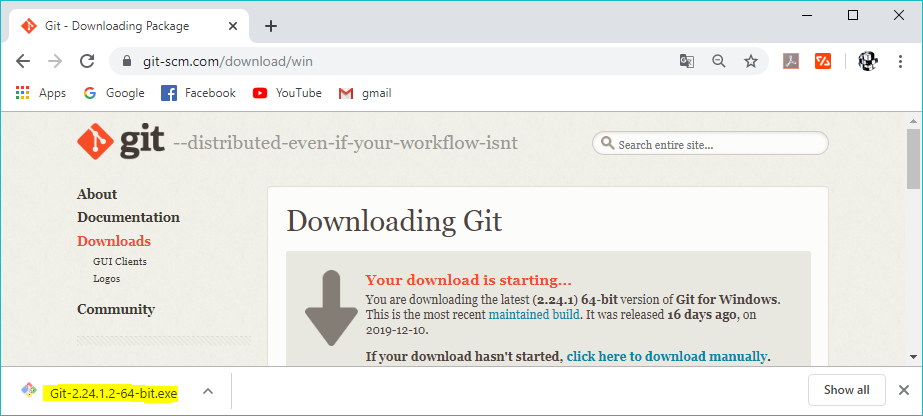 Git - Downloading Package
git-scm.com/download/win
Apps
Google
Facebook
YouTube
gmail
git
--distributed-even-if-your-workflow-isnt
Search entire site...
About
Documentation
Downloads
GUI Clients
Logos
Community
Downloading Git
Your download is starting...
You are downloading the latest (2.24.1) 64-bit version of Git for Windows.
This is the most recent maintained build. It was released 16 days ago, on
2019-12-10.
If your download hasn't started, click here to download manually.
Git-2.24.1.2-64-bit.exe
Show all